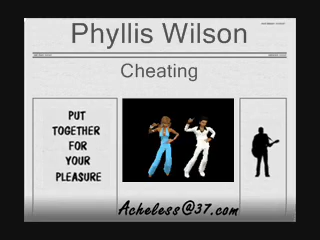 Phyllis Wilson
Cheating
PUT
TOGETHER
FOR
YOUR
PLEASURE
Acheless@37.com